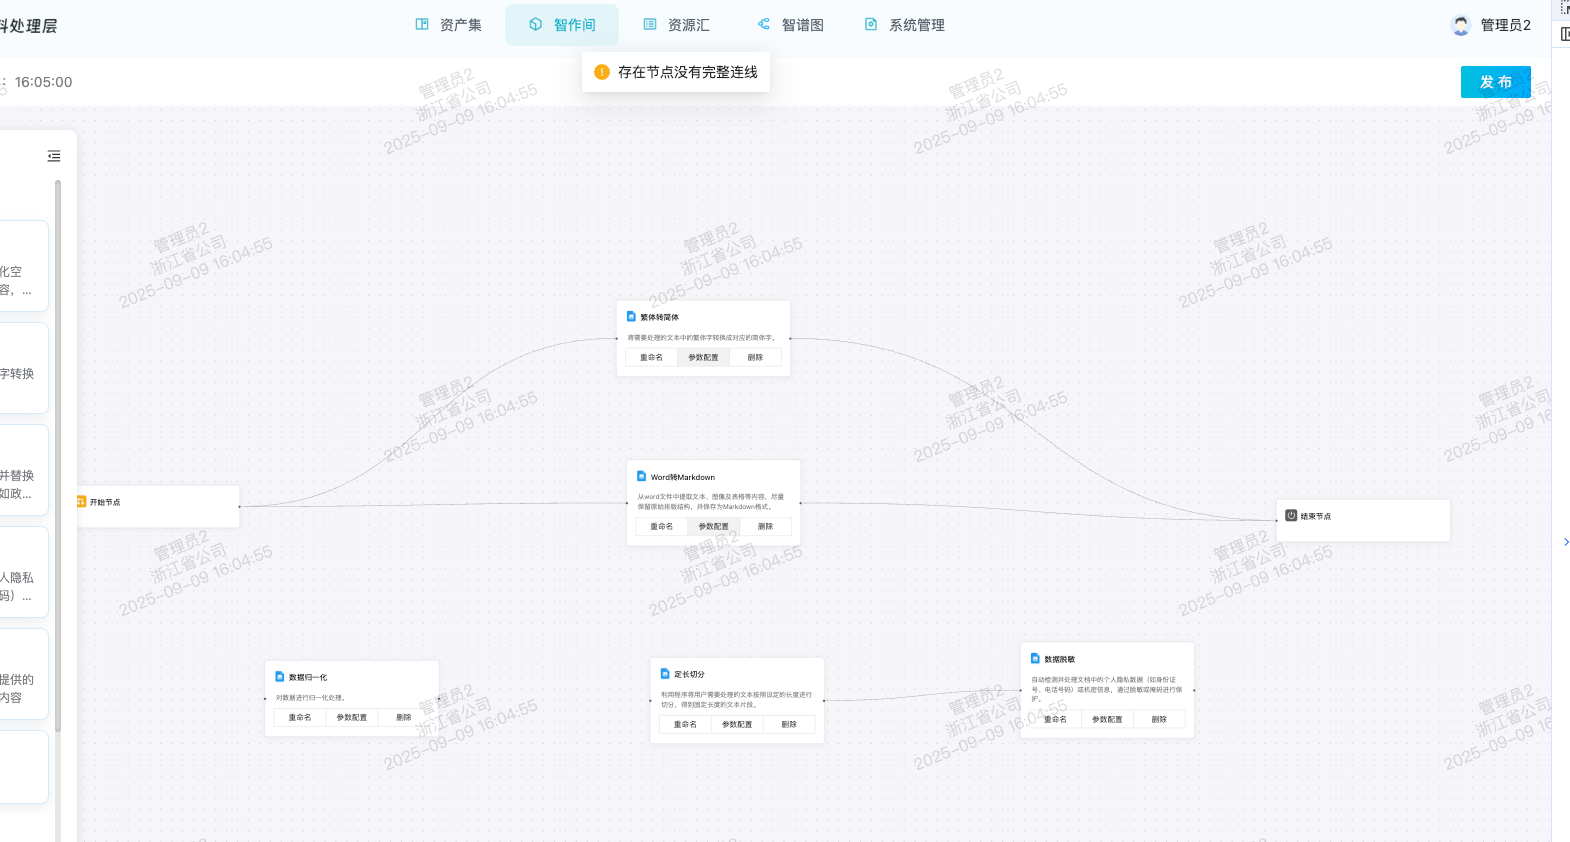 料处理层
资产集
智作间
资源汇
智谱图
系统管理
管理员2
存在节点没有完整连线
：16:05:00
发 布
管理员2
浙江省公司
2025-09-09 16:04:55
管理员2
浙江省公司
2025-09-09 16:04:55
管理员2
浙江省公司
2025-09-09 16
化空
容，...
字转换
并替换
如政...
人隐私
码）...
提供的
内容
管理员2
浙江省公司
2025-09-09 16:04:55
管理员2
浙江省公司
2025-09-09 16:04:55
管理员2
浙江省公司
2025-09-09 16:04:55
繁体转简体
将需要处理的文本中的繁体字转换成对应的简体字。
重命名
参数配置
删除
管理员2
浙江省公司
2025-09-09 16:04:55
管理员2
浙江省公司
2025-09-09 16:04:55
管理员2
浙江省公司
2025-09-09 16
开始节点
Word转Markdown
从word文件中提取文本、图像及表格等内容，尽量
保留原始排版结构，并保存为Markdown格式。
重命名
参数配置
删除
结束节点
管理员2
浙江省公司
2025-09-09 16:04:55
管理员2
浙江省公司
2025-09-09 16:04:55
管理员2
浙江省公司
2025-09-09 16:04:55
数据归一化
对数据进行归一化处理。
重命名
参数配置
删除
定长切分
利用程序将用户需要处理的文本按照设定的长度进行
切分，得到固定长度的文本片段。
重命名
参数配置
删除
数据脱敏
自动检测并处理文档中的个人隐私数据（如身份证
号、电话号码）或机密信息，通过脱敏或掩码进行保
护。
重命名
参数配置
删除
管理员2
浙江省公司
2025-09-09 16:04:55
管理员2
浙江省公司
2025-09-09 16:04:55
管理员2
浙江省公司
2025-09-09 16